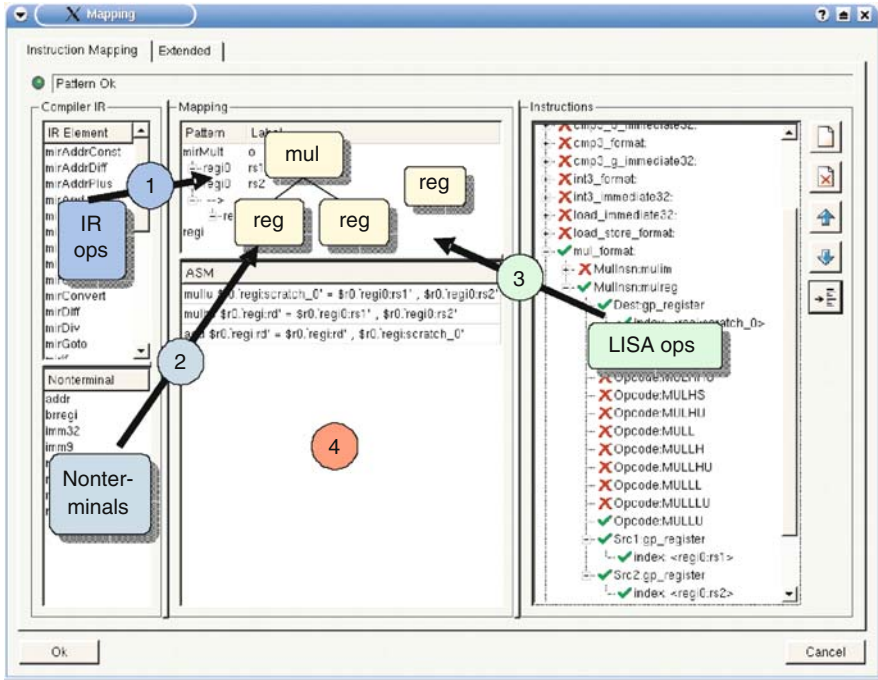 X Mapping
Instruction Mapping Extended
Pattern Ok
Compiler IR
IR Element
mirAddrConst
mirAddrDiff
mirAddrPlus
mirConvert
mirDiff
mirDiv
mirGoto
1
IR
ops
Nonterminal
addr
brregi
imm32
imm9
2
Nonter-
minals
Mapping
Pattern
mirMult o
regi0 rs1
regi0 rs2
-->
regi
mul
reg
reg reg
ASM
mullu $r0.'regi:scratch_0' = $r0.'regi0:rs1' , $r0.'regi0:rs2'
$r0.'regi:rd' = $r0.'regi0:rs1' , $r0.'regi0:rs2'
$r0.'regi:rd' = $r0.'regi:rd' , $r0.'regi:scratch_0'
4
Instructions
cmp3_format:
cmp3_g_immediate32:
int3_format:
int3_immediate32:
load_immediate32:
load_store_format:
mul_format:
MulInsn:mulim
MulInsn:mulreg
Dest:gp_register
3
LISA ops
Opcode:MULHS
Opcode:MULHU
Opcode:MULL
Opcode:MULLH
Opcode:MULLHU
Opcode:MULLL
Opcode:MULLLU
Opcode:MULLU
Src1:gp_register
index: <regi0:rs1>
Src2:gp_register
index: <regi0:rs2>
Ok
Cancel